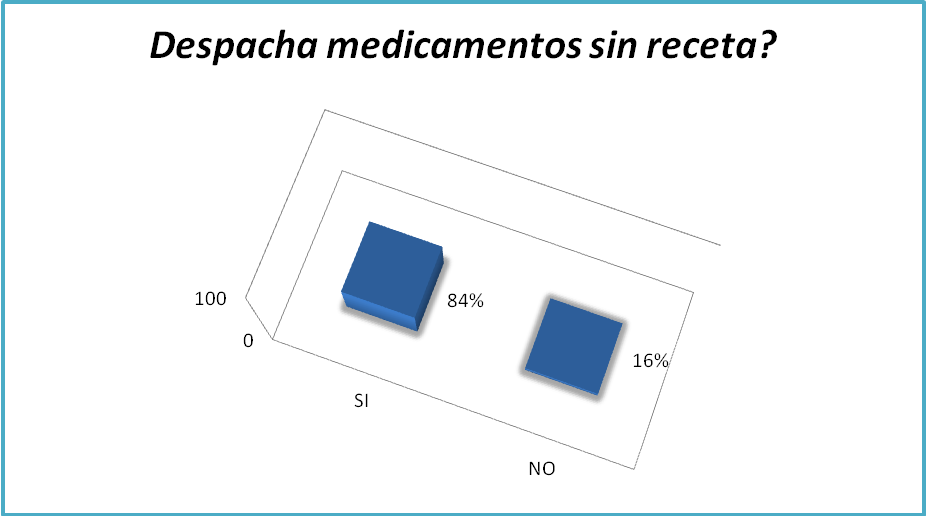 Despacha medicamentos sin receta?
100
0
84%
16%
SI
NO